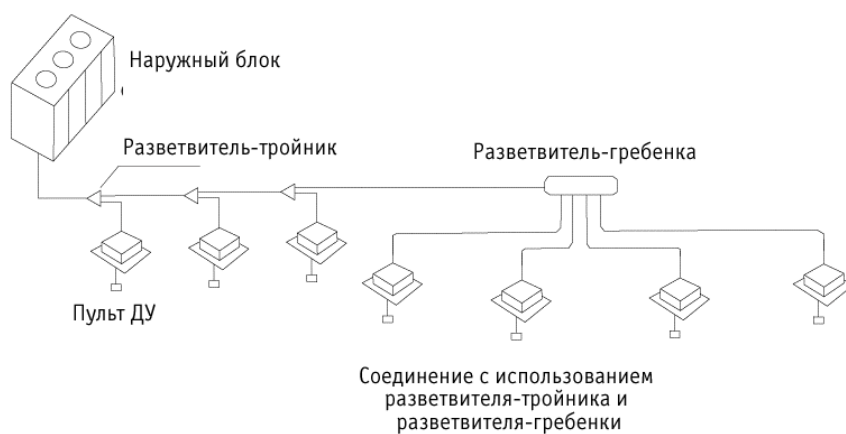 Наружный блок
Разветвитель-тройник
Разветвитель-гребенка
Пульт ДУ
Соединение с использованием
разветвителя-тройника и
разветвителя-гребенки